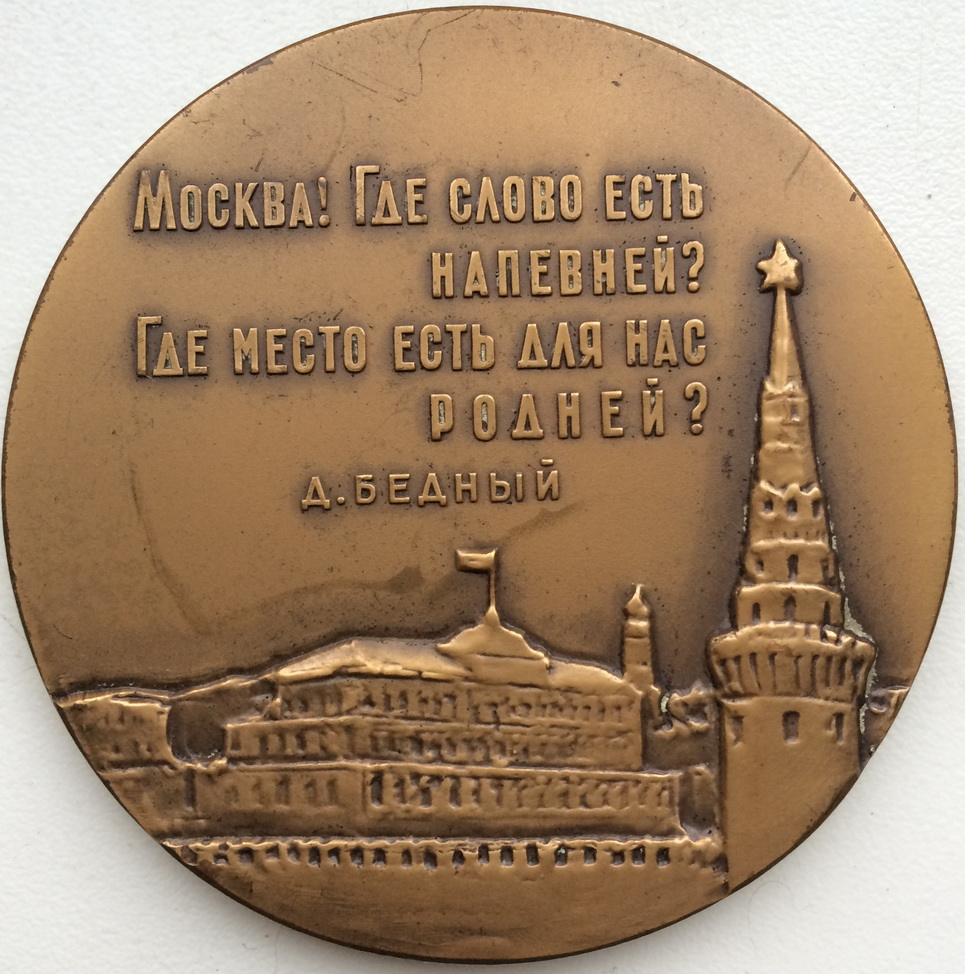 Москва! Где слово есть
напевней?
Где место есть для нас
родней?
Д. БЕДНЫЙ